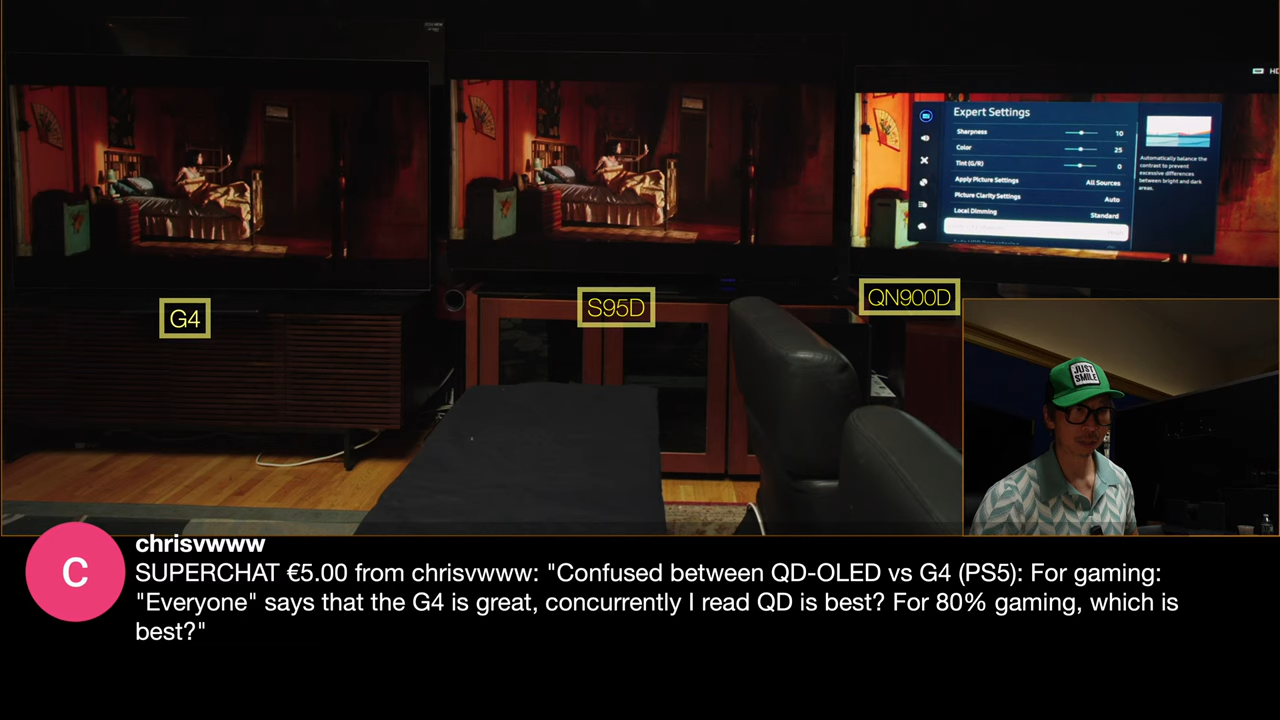 HD
Expert Settings
Sharpness 10
Color 25
Tint (G/R) 0
Apply Picture Settings All Sources
Picture Clarity Settings Auto
Local Dimming Standard
Automatically balance the
contrast to prevent
excessive differences
between bright and dark
areas.
G4
S95D
QN900D
JUST
SMILE
C
chrisvwww
SUPERCHAT €5.00 from chrisvwww: "Confused between QD-OLED vs G4 (PS5): For gaming:
"Everyone" says that the G4 is great, concurrently I read QD is best? For 80% gaming, which is
best?"